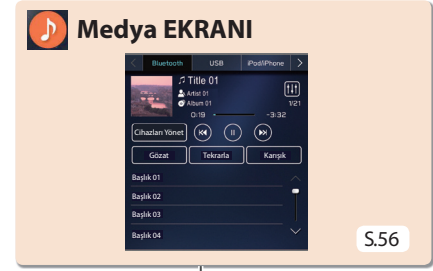 Medya EKRANI
Bluetooth USB iPod/iPhone
Title 01
Artist 01
Album 01 1/21
0:19 -3:32
Cihazları Yönet
Gözat Tekrarla Karışık
Başlık 01
Başlık 02
Başlık 03
Başlık 04
S.56